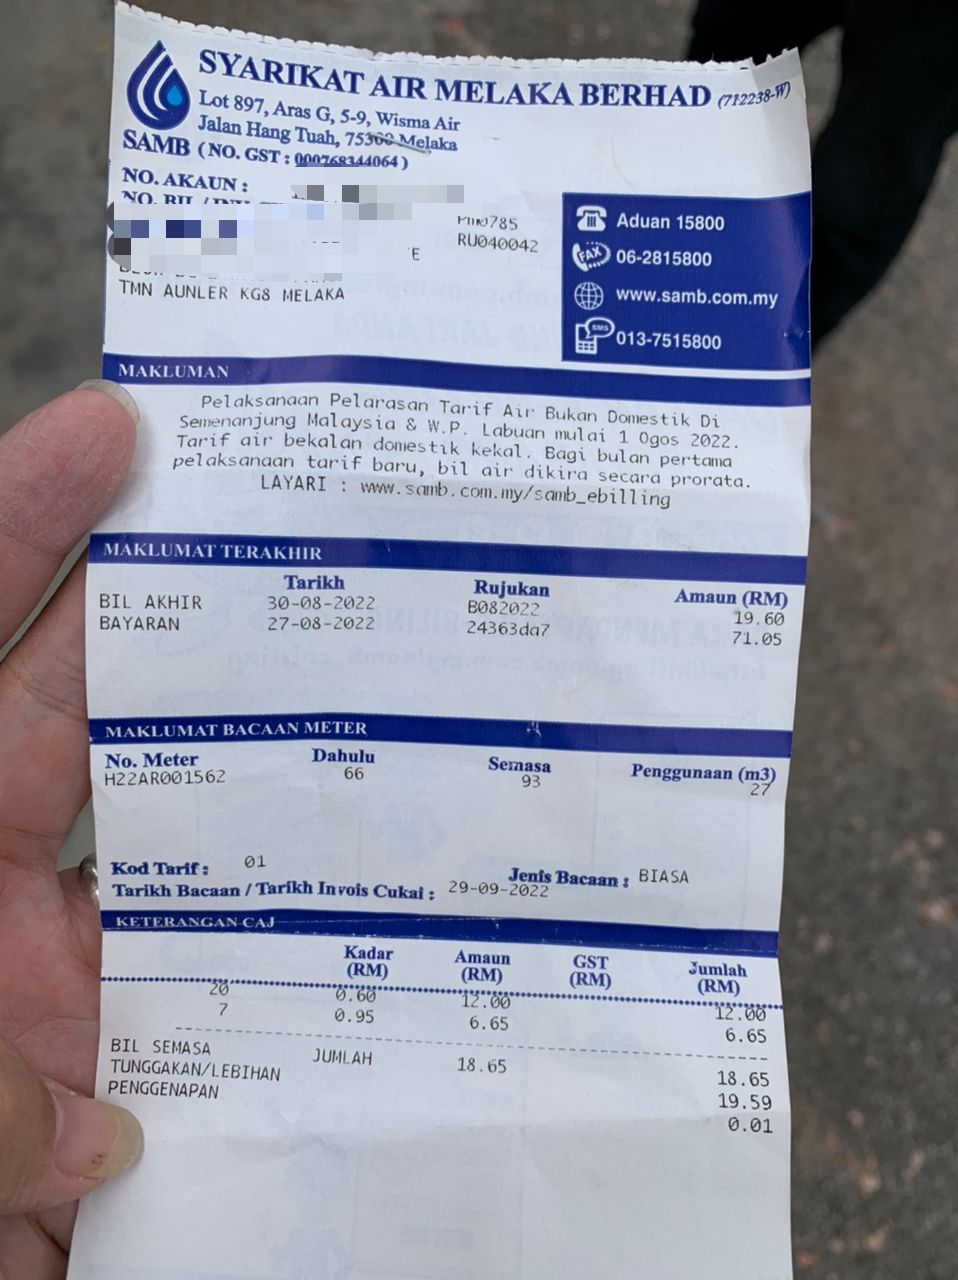 SYARIKAT AIR MELAKA BERHAD (712238-W)
Lot 897, Aras G, 5-9, Wisma Air
Jalan Hang Tuah, 75300 Melaka
SAMB (NO. GST : 000768344064)
NO. AKAUN :
NO. BIL /
0785
RU040042
E
TMN AUNLER KG8 MELAKA
Aduan 15800
FAX 06-2815800
www.samb.com.my
SMS 013-7515800
MAKLUMAN
Pelaksanaan Pelarasan Tarif Air Bukan Domestik Di
Semenanjung Malaysia & W.P. Labuan mulai 1 Ogos 2022.
Tarif air bekalan domestik kekal. Bagi bulan pertama
pelaksanaan tarif baru, bil air dikira secara prorata.
LAYARI : www.samb.com.my/samb_ebilling
MAKLUMAT TERAKHIR
Tarikh Rujukan Amaun (RM)
BIL AKHIR 30-08-2022 B082022 19.60
BAYARAN 27-08-2022 24363da7 71.05
MAKLUMAT BACAAN METER
No. Meter Dahulu Semasa Penggunaan (m3)
H22AR001562 66 93 27
Kod Tarif : 01 Jenis Bacaan : BIASA
Tarikh Bacaan / Tarikh Invois Cukai : 29-09-2022
KETERANGAN CAJ
Kadar (RM) Amaun (RM) GST (RM) Jumlah (RM)
20 0.60 12.00 12.00
7 0.95 6.65 6.65
JUMLAH 18.65
BIL SEMASA 18.65
TUNGGAKAN/LEBIHAN 19.59
PENGGENAPAN 0.01